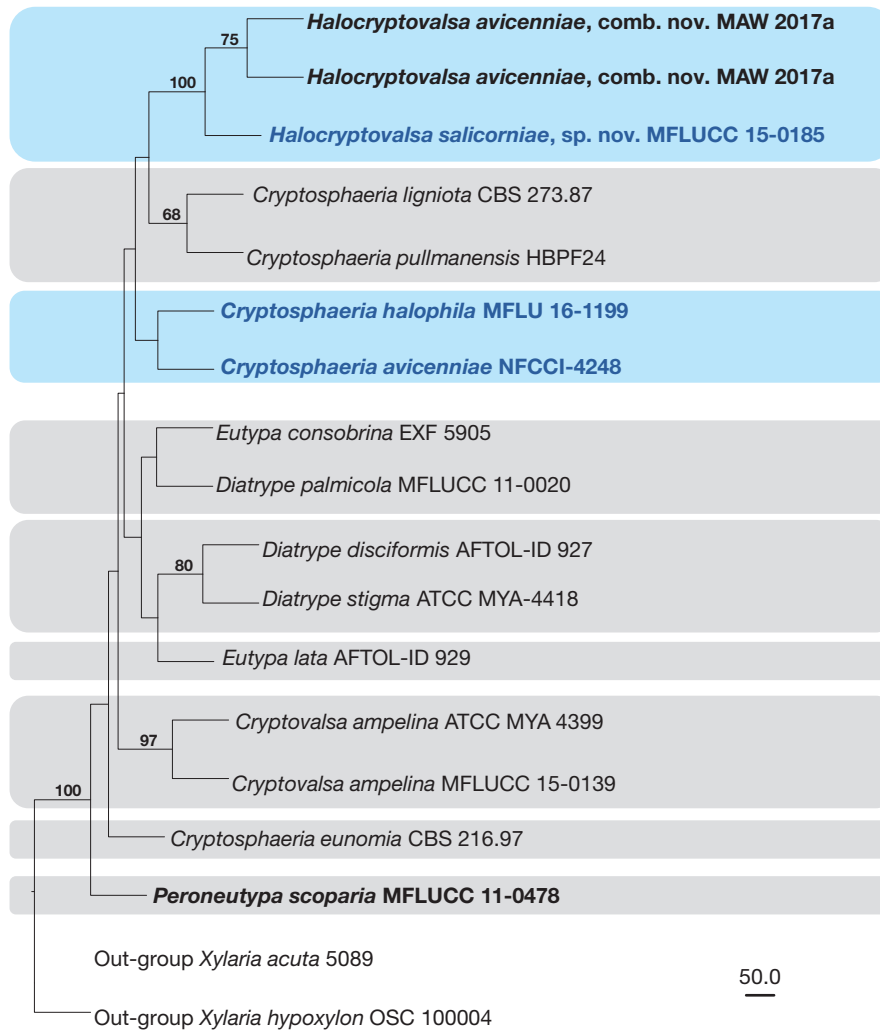 Halocryptovalsa avicenniae, comb. nov. MAW 2017a
75
Halocryptovalsa avicenniae, comb. nov. MAW 2017a
100
Halocryptovalsa salicorniae, sp. nov. MFLUCC 15-0185
Cryptosphaeria ligniota CBS 273.87
68
Cryptosphaeria pullmanensis HBPF24
Cryptosphaeria halophila MFLU 16-1199
Cryptosphaeria avicenniae NFCCI-4248
Eutypa consobrina EXF 5905
Diatrype palmicola MFLUCC 11-0020
Diatrype disciformis AFTOL-ID 927
80
Diatrype stigma ATCC MYA-4418
Eutypa lata AFTOL-ID 929
Cryptovalsa ampelina ATCC MYA 4399
97
Cryptovalsa ampelina MFLUCC 15-0139
100
Cryptosphaeria eunomia CBS 216.97
Peroneutypa scoparia MFLUCC 11-0478
Out-group Xylaria acuta 5089
50.0
Out-group Xylaria hypoxylon OSC 100004